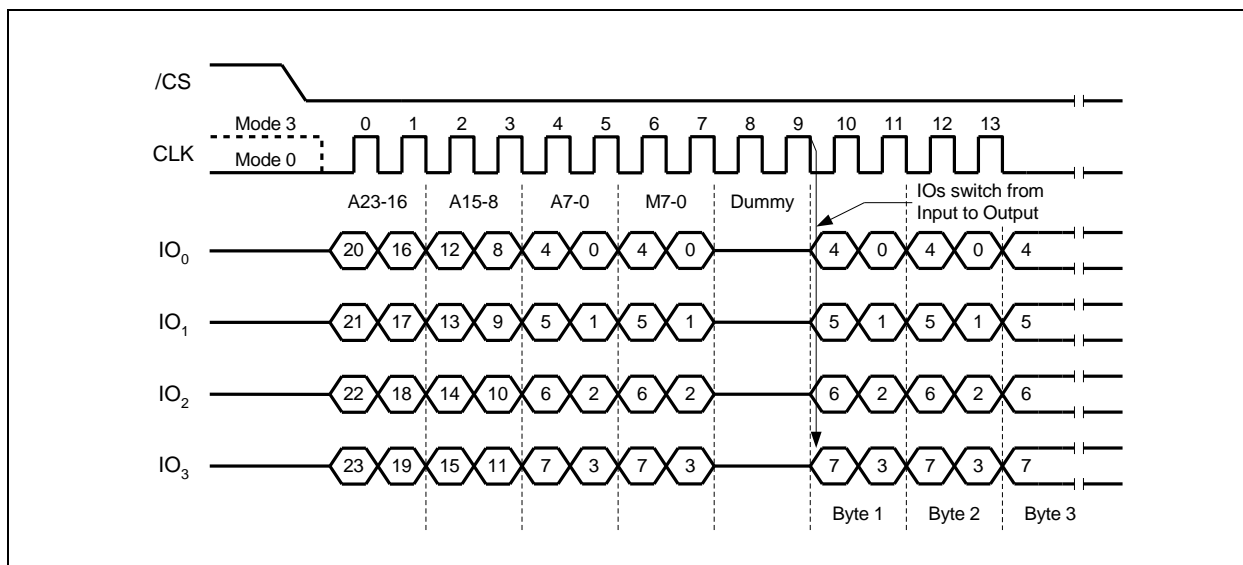 /CS
Mode 3
0 1 2 3 4 5 6 7 8 9 10 11 12 13
CLK
Mode 0
A23-16 A15-8 A7-0 M7-0 Dummy
IOs switch from
Input to Output
IO0 20 16 12 8 4 0 4 0 4 0 4 0 4
IO1 21 17 13 9 5 1 5 1 5 1 5 1 5
IO2 22 18 14 10 6 2 6 2 6 2 6 2 6
IO3 23 19 15 11 7 3 7 3 7 3 7 3 7
Byte 1 Byte 2 Byte 3